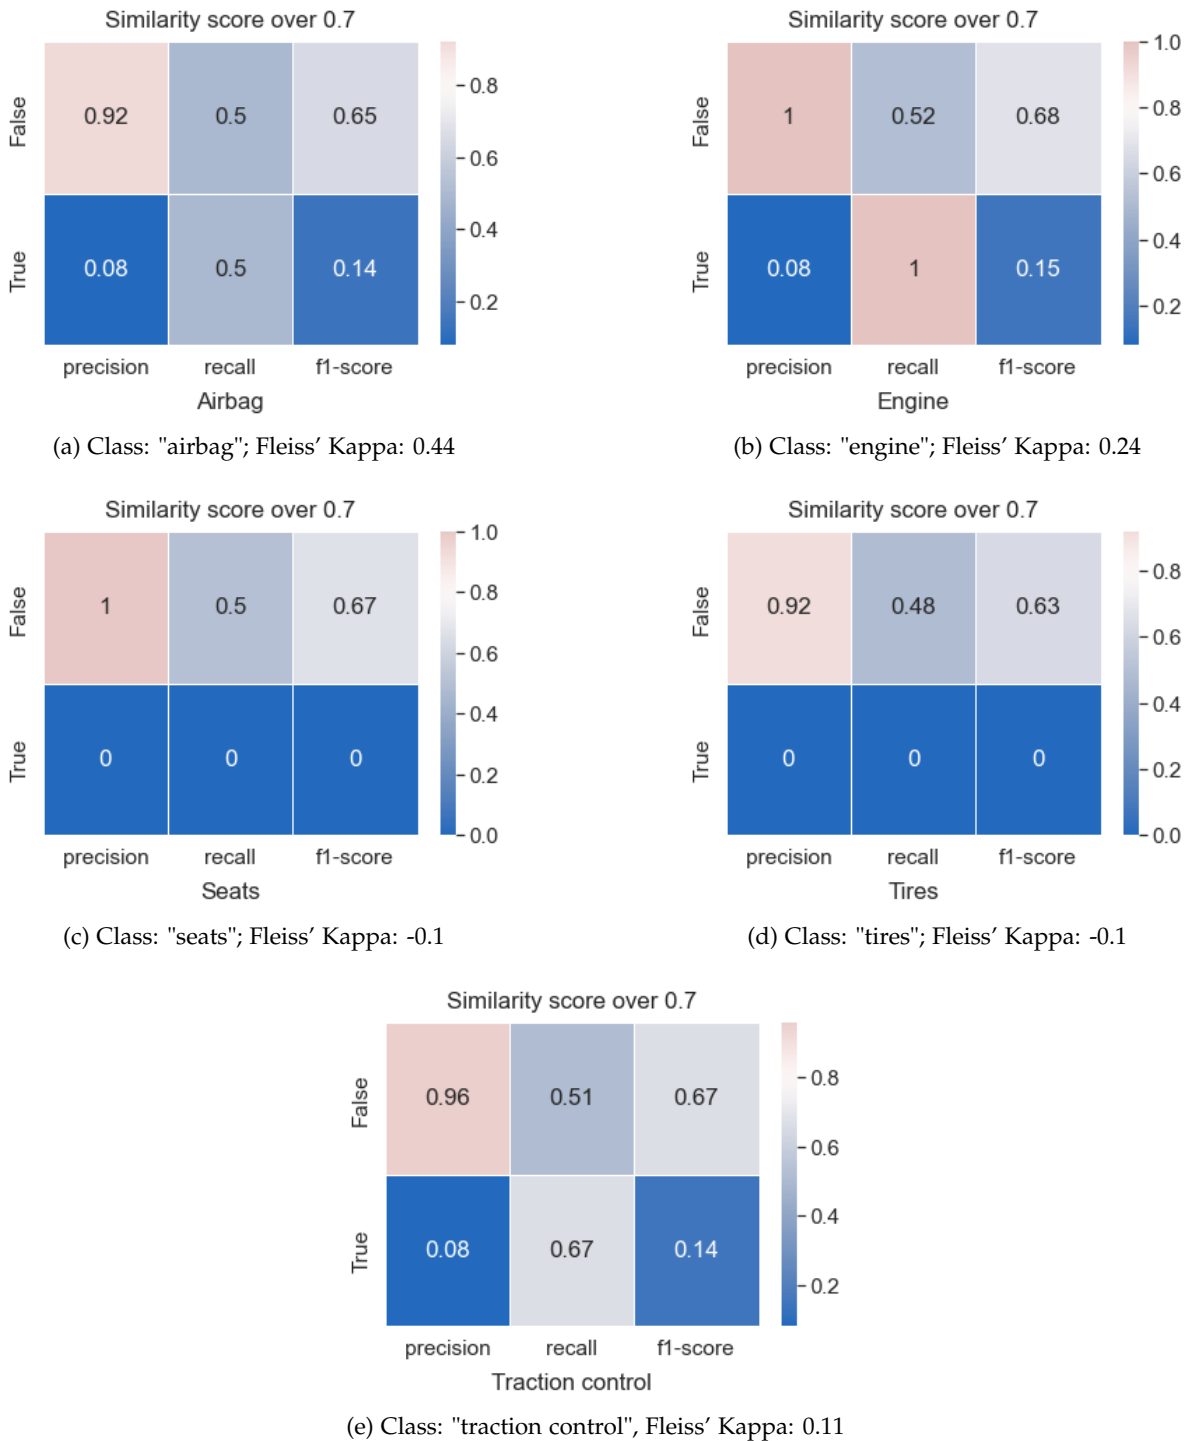 Similarity score over 0.7
False
0.92 0.5 0.65
True
0.08 0.5 0.14
0.8
0.6
0.4
0.2
precision recall f1-score
Airbag
(a) Class: "airbag"; Fleiss’ Kappa: 0.44
Similarity score over 0.7
False
1 0.52 0.68
True
0.08 1 0.15
1.0
0.8
0.6
0.4
0.2
precision recall f1-score
Engine
(b) Class: "engine"; Fleiss’ Kappa: 0.24
Similarity score over 0.7
False
1 0.5 0.67
True
0 0 0
1.0
0.8
0.6
0.4
0.2
0.0
precision recall f1-score
Seats
(c) Class: "seats"; Fleiss’ Kappa: -0.1
Similarity score over 0.7
False
0.92 0.48 0.63
True
0 0 0
0.8
0.6
0.4
0.2
0.0
precision recall f1-score
Tires
(d) Class: "tires"; Fleiss’ Kappa: -0.1
Similarity score over 0.7
False
0.96 0.51 0.67
True
0.08 0.67 0.14
0.8
0.6
0.4
0.2
precision recall f1-score
Traction control
(e) Class: "traction control", Fleiss’ Kappa: 0.11